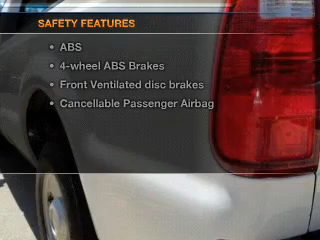 SAFETY FEATURES
• ABS
• 4-wheel ABS Brakes
• Front Ventilated disc brakes
• Cancellable Passenger Airbag